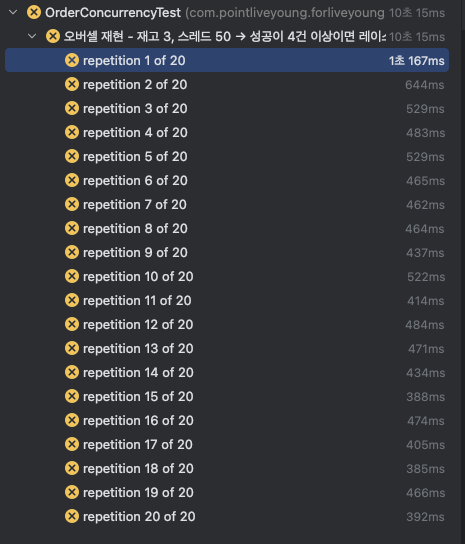 OrderConcurrencyTest (com.pointliveyoung.forliveyoung 10초 15ms
오버셀 재현 - 재고 3, 스레드 50 → 성공이 4건 이상이면 레이스 10초 15ms
repetition 1 of 20 1초 167ms
repetition 2 of 20 644ms
repetition 3 of 20 529ms
repetition 4 of 20 483ms
repetition 5 of 20 529ms
repetition 6 of 20 465ms
repetition 7 of 20 462ms
repetition 8 of 20 464ms
repetition 9 of 20 437ms
repetition 10 of 20 522ms
repetition 11 of 20 414ms
repetition 12 of 20 484ms
repetition 13 of 20 471ms
repetition 14 of 20 434ms
repetition 15 of 20 388ms
repetition 16 of 20 474ms
repetition 17 of 20 405ms
repetition 18 of 20 385ms
repetition 19 of 20 466ms
repetition 20 of 20 392ms